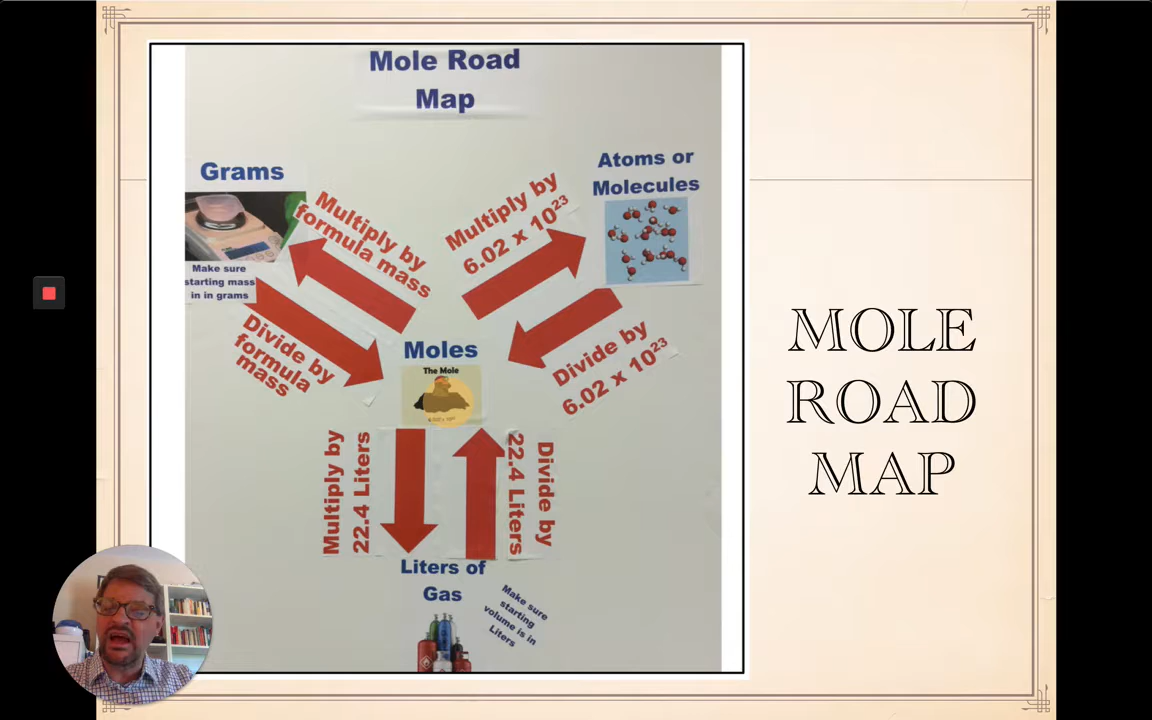 Mole Road
Map
Grams
Atoms or
Molecules
Multiply by
formula mass
Multiply by
6.02 x 10²³
Make sure
starting mass
in in grams
Divide by
formula
mass
Moles
The Mole
Divide by
6.02 x 10²³
Multiply by
22.4 Liters
Divide by
22.4 Liters
Liters of
Gas
Make sure
starting
volume is in
Liters
MOLE
ROAD
MAP